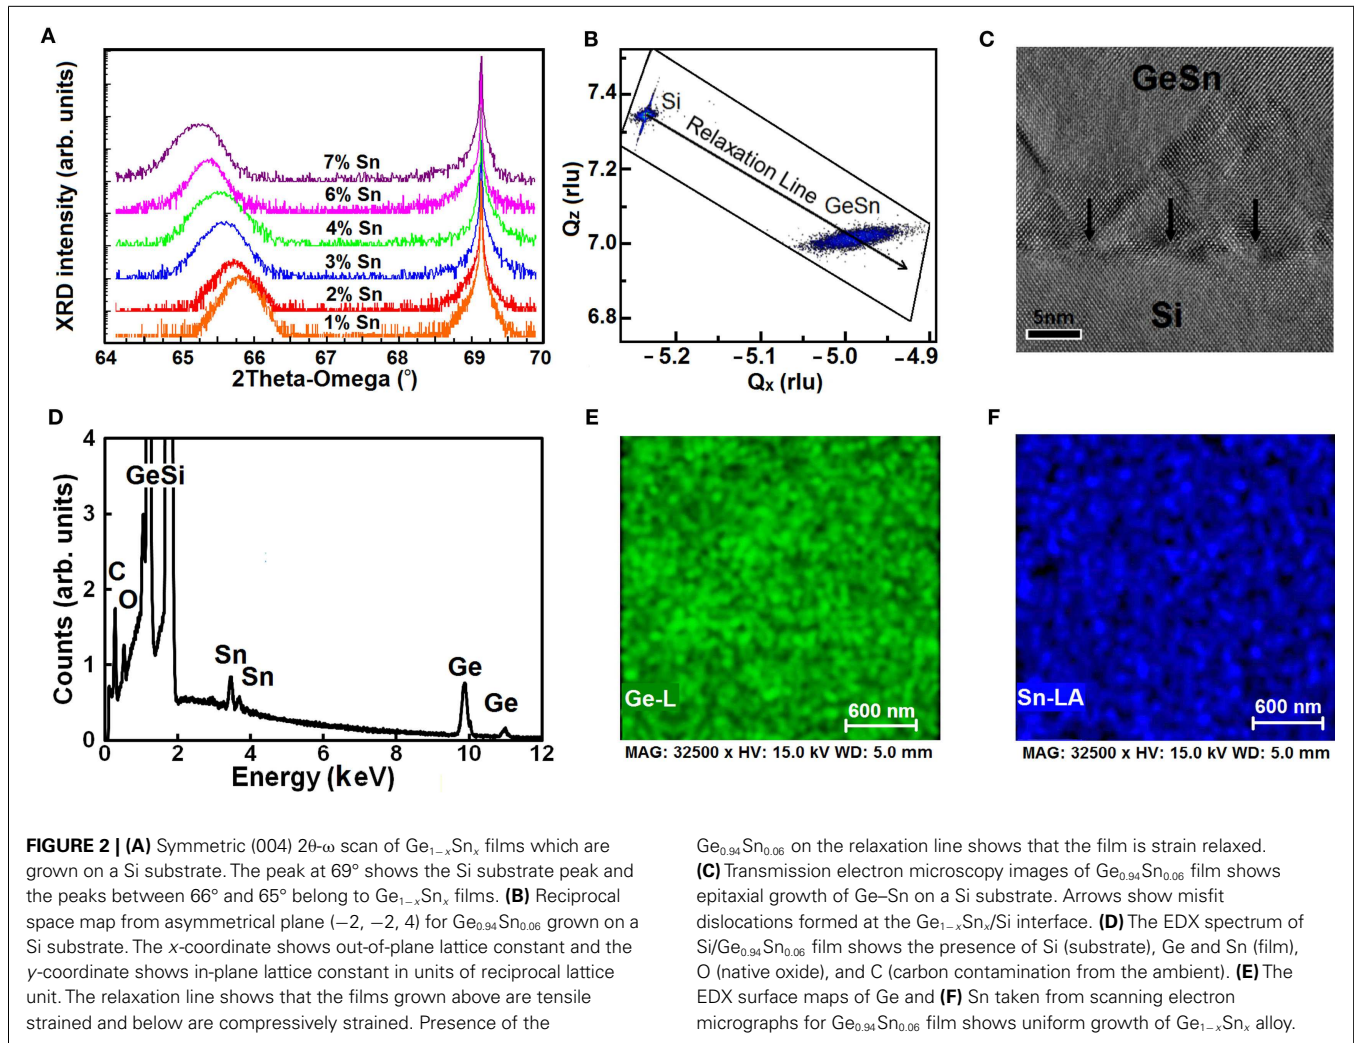 A
XRD intensity (arb. units)
7% Sn
6% Sn
4% Sn
3% Sn
2% Sn
1% Sn
64 65 66 67 68 69 70
2Theta-Omega (°)
B
Qz (rlu)
7.4
7.2
7.0
6.8
Si
Relaxation Line
GeSn
-5.2 -5.1 -5.0 -4.9
Qx (rlu)
C
GeSn
Si
5nm
D
Counts (arb. units)
4
3
2
1
0
C
O
GeSi
Sn
Sn
Ge
Ge
0 2 4 6 8 10 12
Energy (keV)
E
Ge-L
600 nm
MAG: 32500 x HV: 15.0 kV WD: 5.0 mm
F
Sn-LA
600 nm
MAG: 32500 x HV: 15.0 kV WD: 5.0 mm
FIGURE 2 | (A) Symmetric (004) 2θ-ω scan of Ge₁₋ₓSnₓ films which are
grown on a Si substrate. The peak at 69° shows the Si substrate peak and
the peaks between 66° and 65° belong to Ge₁₋ₓSnₓ films. (B) Reciprocal
space map from asymmetrical plane (−2, −2, 4) for Ge₀.₉₄Sn₀.₀₆ grown on a
Si substrate. The x-coordinate shows out-of-plane lattice constant and the
y-coordinate shows in-plane lattice constant in units of reciprocal lattice
unit. The relaxation line shows that the films grown above are tensile
strained and below are compressively strained. Presence of the
Ge₀.₉₄Sn₀.₀₆ on the relaxation line shows that the film is strain relaxed.
(C) Transmission electron microscopy images of Ge₀.₉₄Sn₀.₀₆ film shows
epitaxial growth of Ge–Sn on a Si substrate. Arrows show misfit
dislocations formed at the Ge₁₋ₓSnₓ/Si interface. (D) The EDX spectrum of
Si/Ge₀.₉₄Sn₀.₀₆ film shows the presence of Si (substrate), Ge and Sn (film),
O (native oxide), and C (carbon contamination from the ambient). (E) The
EDX surface maps of Ge and (F) Sn taken from scanning electron
micrographs for Ge₀.₉₄Sn₀.₀₆ film shows uniform growth of Ge₁₋ₓSnₓ alloy.